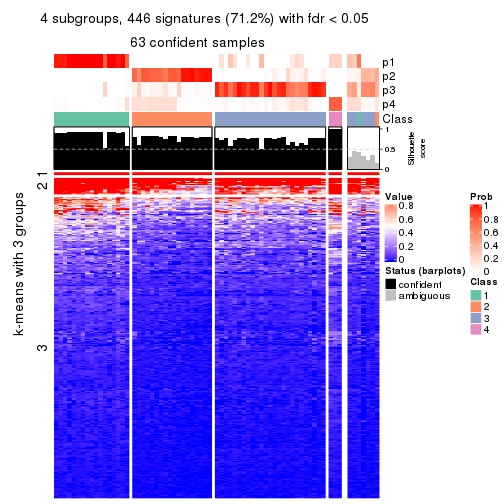 4 subgroups, 446 signatures (71.2%) with fdr < 0.05
63 confident samples
p1
p2
p3
p4
Class
1
0.5
0
Silhouette
score
k-means with 3 groups
1
2
3
Value
0.8
0.6
0.4
0.2
0
Status (barplots)
confident
ambiguous
Prob
1
0.8
0.6
0.4
0.2
0
Class
1
2
3
4